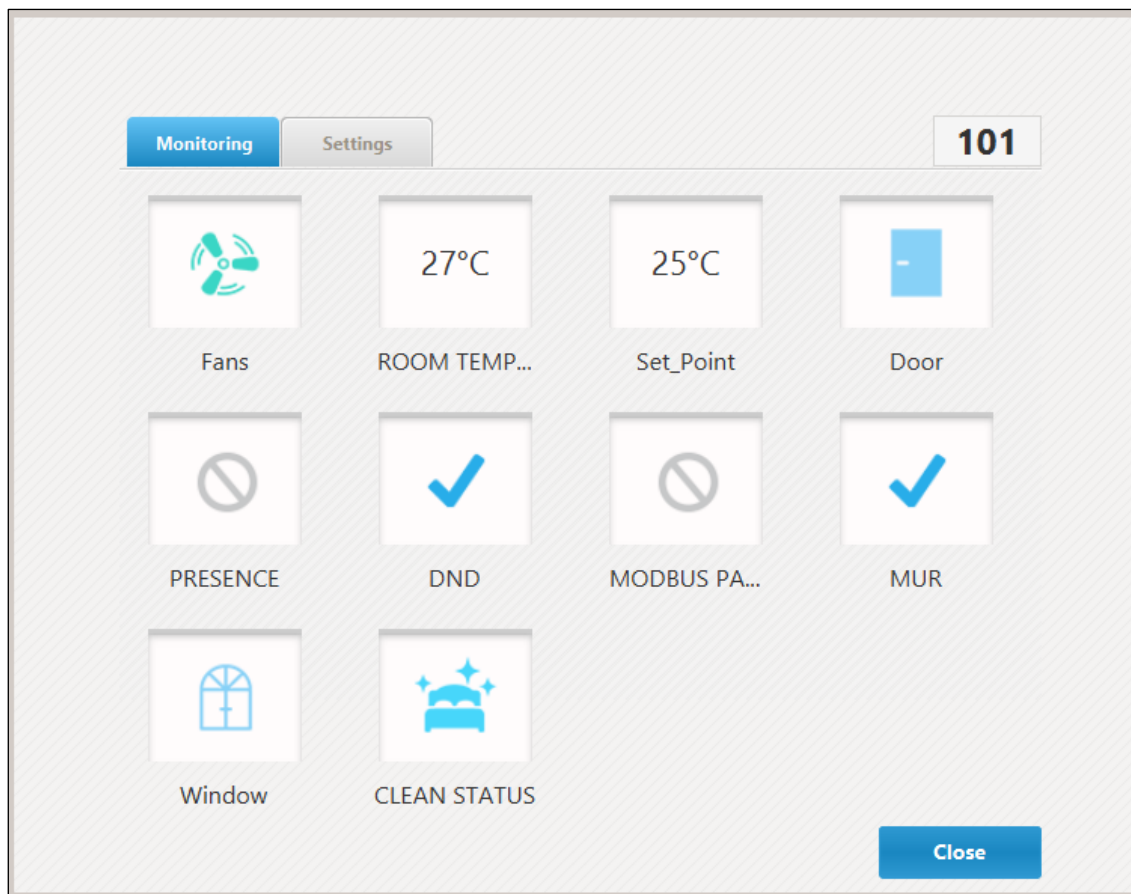 Monitoring Settings 101
27°C 25°C
Fans ROOM TEMP... Set_Point Door
PRESENCE DND MODBUS PA... MUR
Window CLEAN STATUS
Close